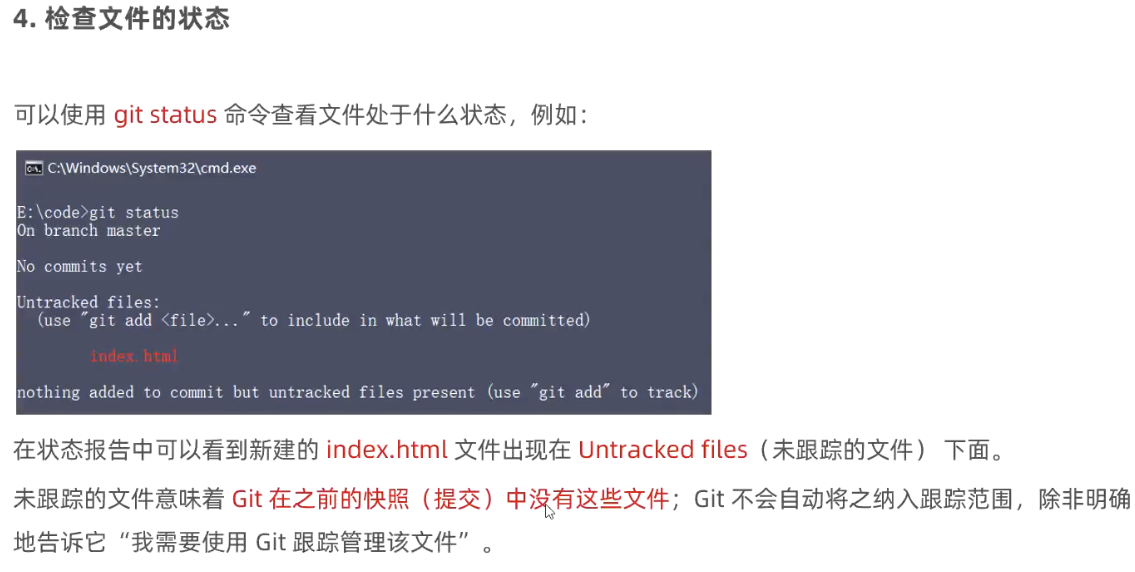 4. 检查文件的状态
可以使用 git status 命令查看文件处于什么状态，例如：
C:\Windows\System32\cmd.exe
E:\code>git status
On branch master
No commits yet
Untracked files:
(use "git add <file>..." to include in what will be committed)
index.html
nothing added to commit but untracked files present (use "git add" to track)
在状态报告中可以看到新建的 index.html 文件出现在 Untracked files（未跟踪的文件） 下面。
未跟踪的文件意味着 Git 在之前的快照（提交）中没有这些文件；Git 不会自动将之纳入跟踪范围，除非明确
地告诉它“我需要使用 Git 跟踪管理该文件”。